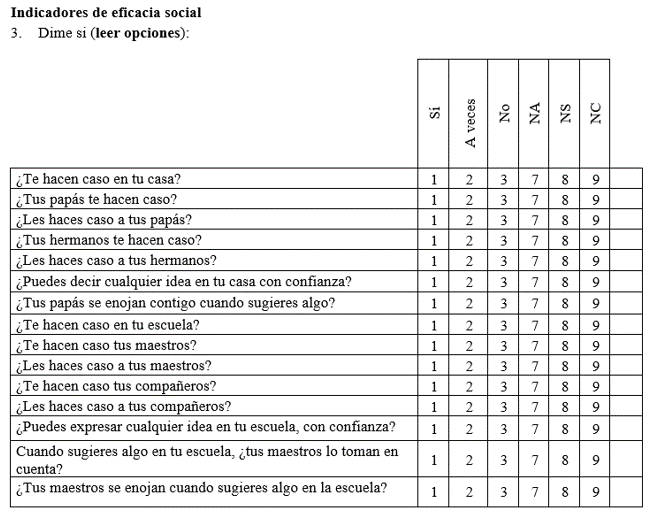 Indicadores de eficacia social
3. Dime si (leer opciones):
Sí A veces No NA NS NC
¿Te hacen caso en tu casa? 1 2 3 7 8 9
¿Tus papás te hacen caso? 1 2 3 7 8 9
¿Les haces caso a tus papás? 1 2 3 7 8 9
¿Tus hermanos te hacen caso? 1 2 3 7 8 9
¿Les haces caso a tus hermanos? 1 2 3 7 8 9
¿Puedes decir cualquier idea en tu casa con confianza? 1 2 3 7 8 9
¿Tus papás se enojan contigo cuando sugieres algo? 1 2 3 7 8 9
¿Te hacen caso en tu escuela? 1 2 3 7 8 9
¿Te hacen caso tus maestros? 1 2 3 7 8 9
¿Les haces caso a tus maestros? 1 2 3 7 8 9
¿Te hacen caso tus compañeros? 1 2 3 7 8 9
¿Les haces caso a tus compañeros? 1 2 3 7 8 9
¿Puedes expresar cualquier idea en tu escuela, con confianza? 1 2 3 7 8 9
Cuando sugieres algo en tu escuela, ¿tus maestros lo toman en
cuenta? 1 2 3 7 8 9
¿Tus maestros se enojan cuando sugieres algo en la escuela? 1 2 3 7 8 9